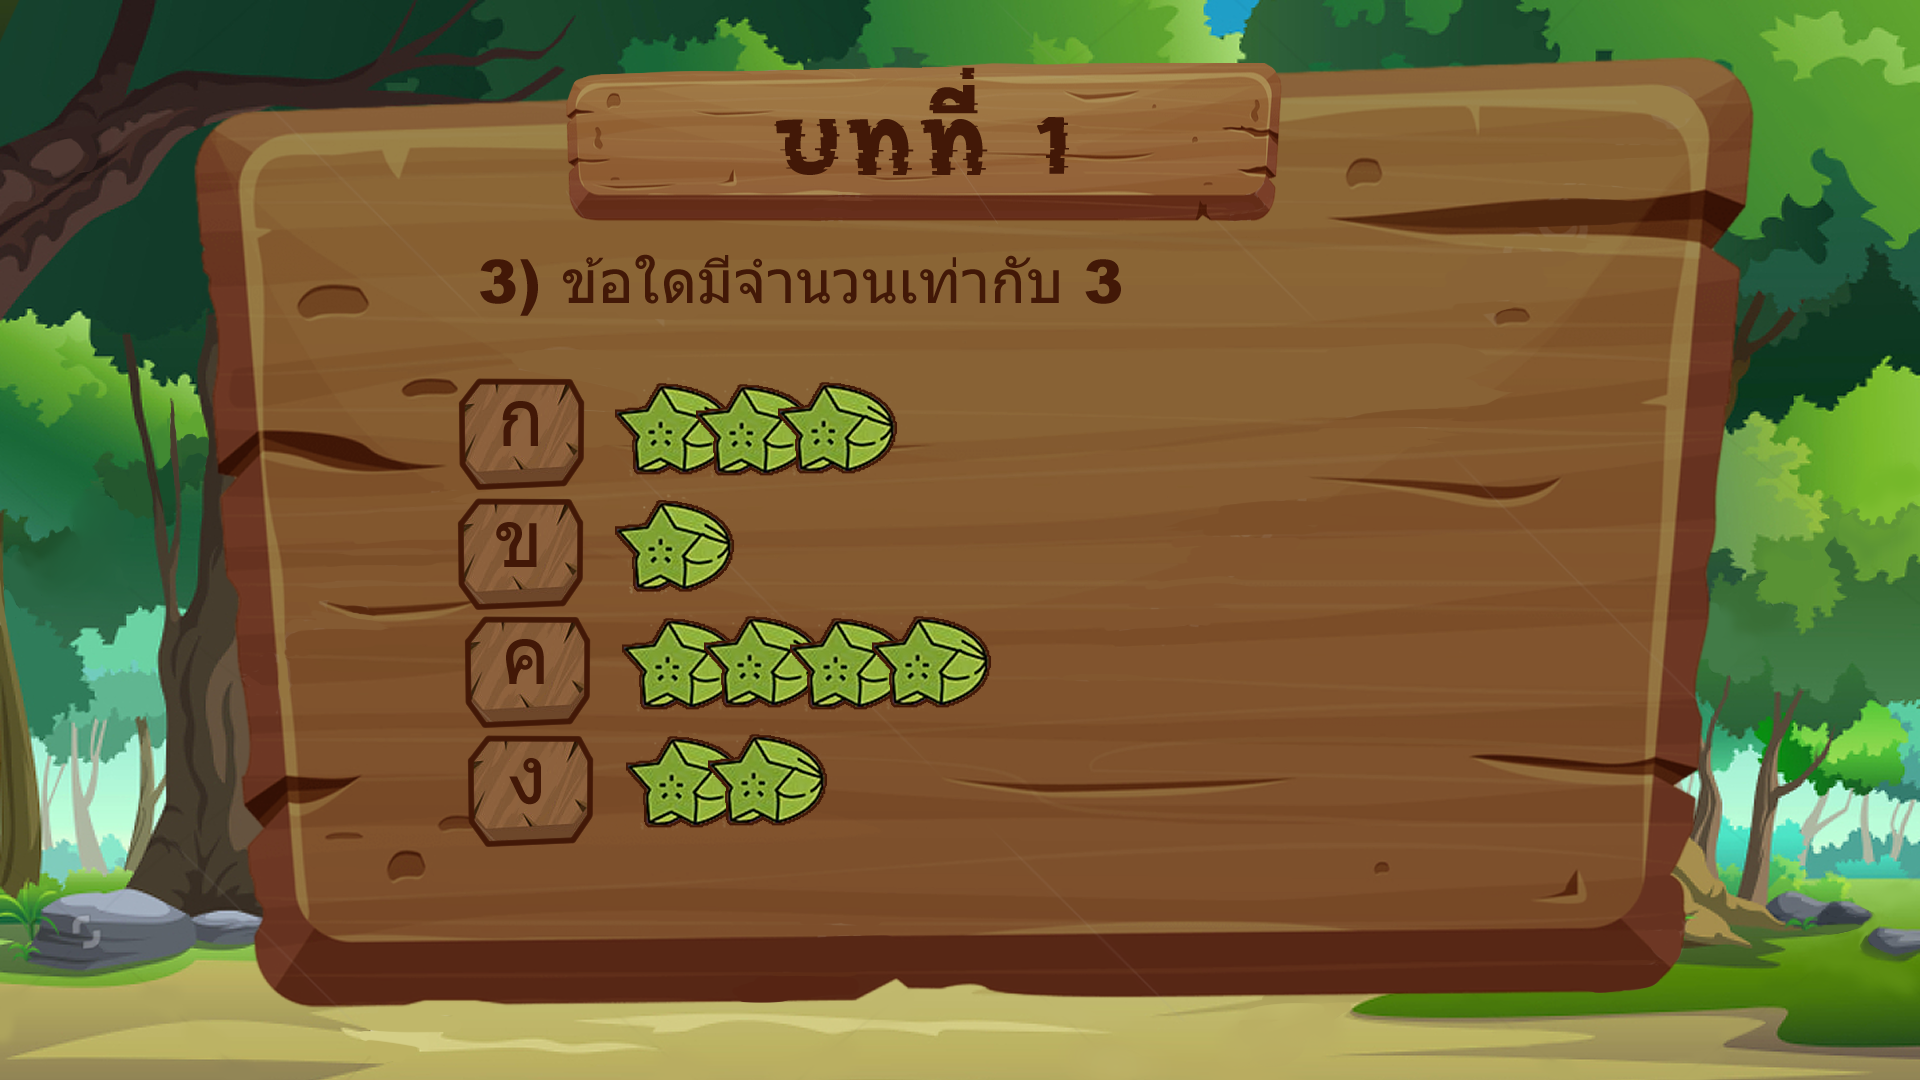 บทที่ 1
3) ข้อใดมีจำนวนเท่ากับ 3
ก
ข
ค
ง